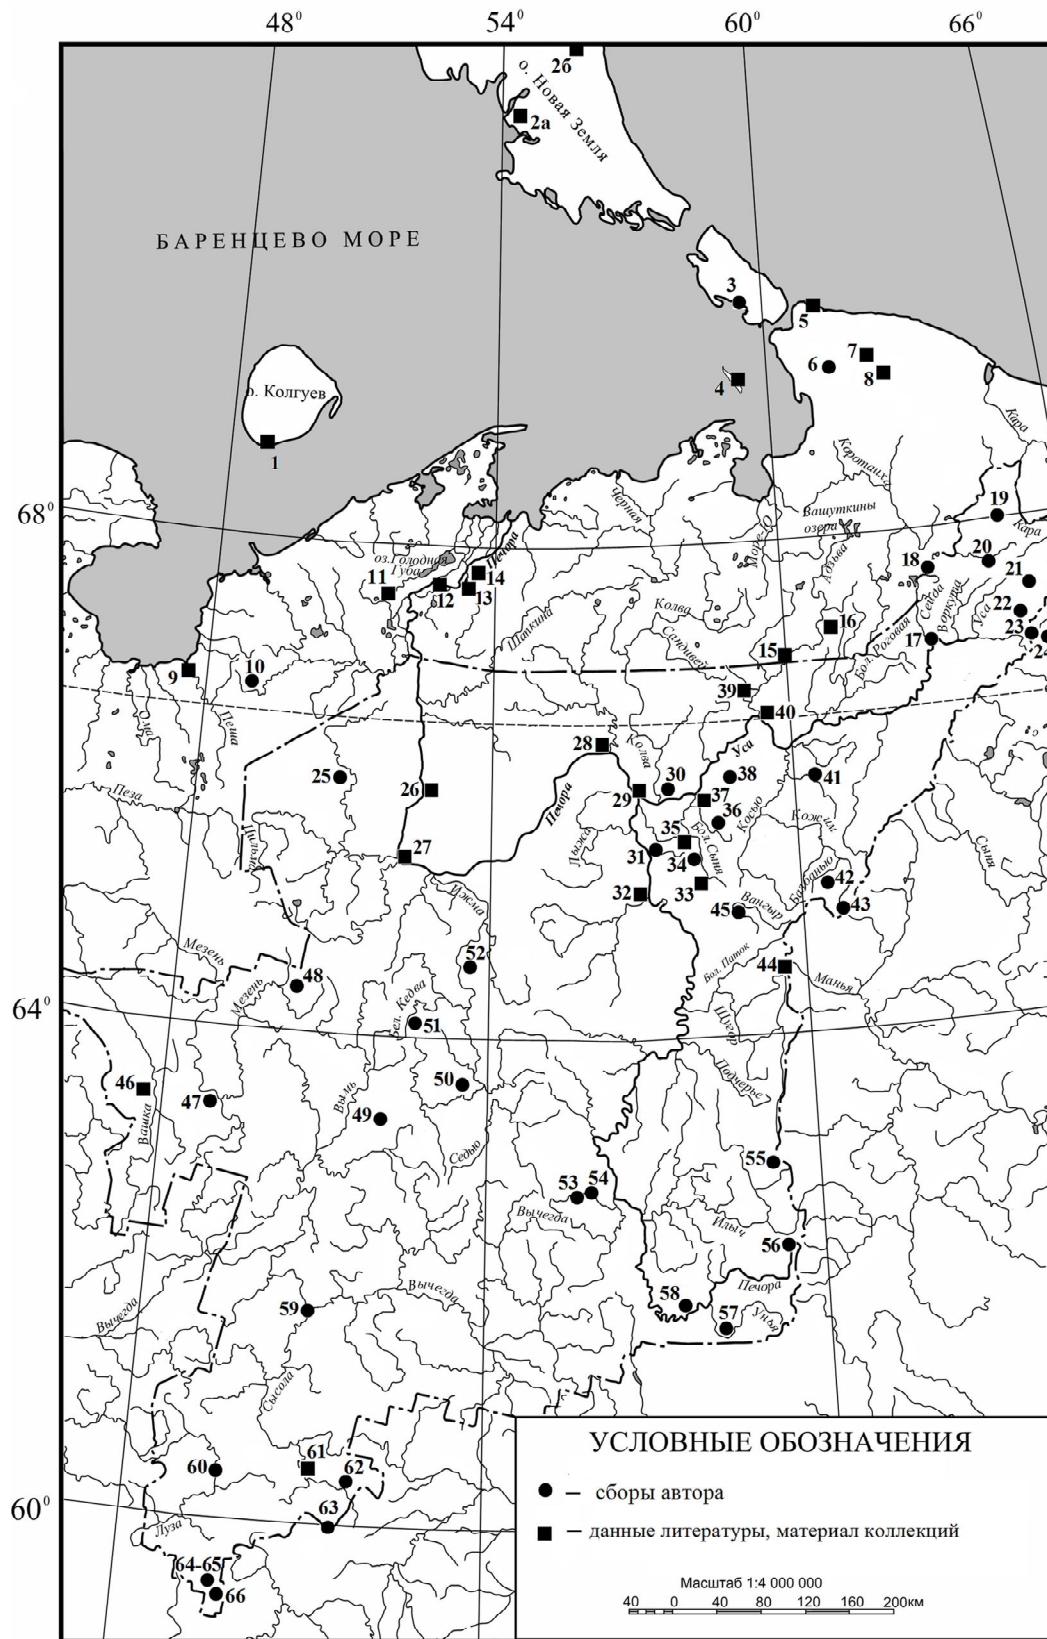 48⁰ 54⁰ 60⁰ 66⁰
2б
о. Новая Земля
2а
БАРЕНЦЕВО МОРЕ
3
5
7
6
8
4
о. Колгуев
1
Кара
Коротаиха
68⁰
Черная
Вашуткины
озера
19
Кара
Море-Ю
Печора
оз.Голодная
Губа
14
11
12
13
Адзьва
18
20
21
Колва
Шапкина
Сейда
Воркута
Уса
22
16
Сандивей
Бол. Роговая
17
23
24
15
9
10
39
40
Ома
Пеша
28
Колва
Уса
25
26
29
30
38
41
Пеза
37
36
Печора
Косью
Кожим
Цильма
35
Бол.Сыня
Лыжа
31
34
Сыня
27
42
Балбанью
Ижма
32
33
43
45
Вангыр
52
Мезень
48
Мезень
Бол. Паток
44
Манья
Бел. Кедва
64⁰
51
Щугор
46
47
50
Подчерье
Вымь
49
Вашка
Седью
55
53
54
Вычегда
Илыч
56
Вычегда
Вычегда
59
58
Печора
57
Унья
Сысола
60
61
62
60⁰
63
Луза
64-65
66
УСЛОВНЫЕ ОБОЗНАЧЕНИЯ
– сборы автора
– данные литературы, материал коллекций
Масштаб 1:4 000 000
40 0 40 80 120 160 200км